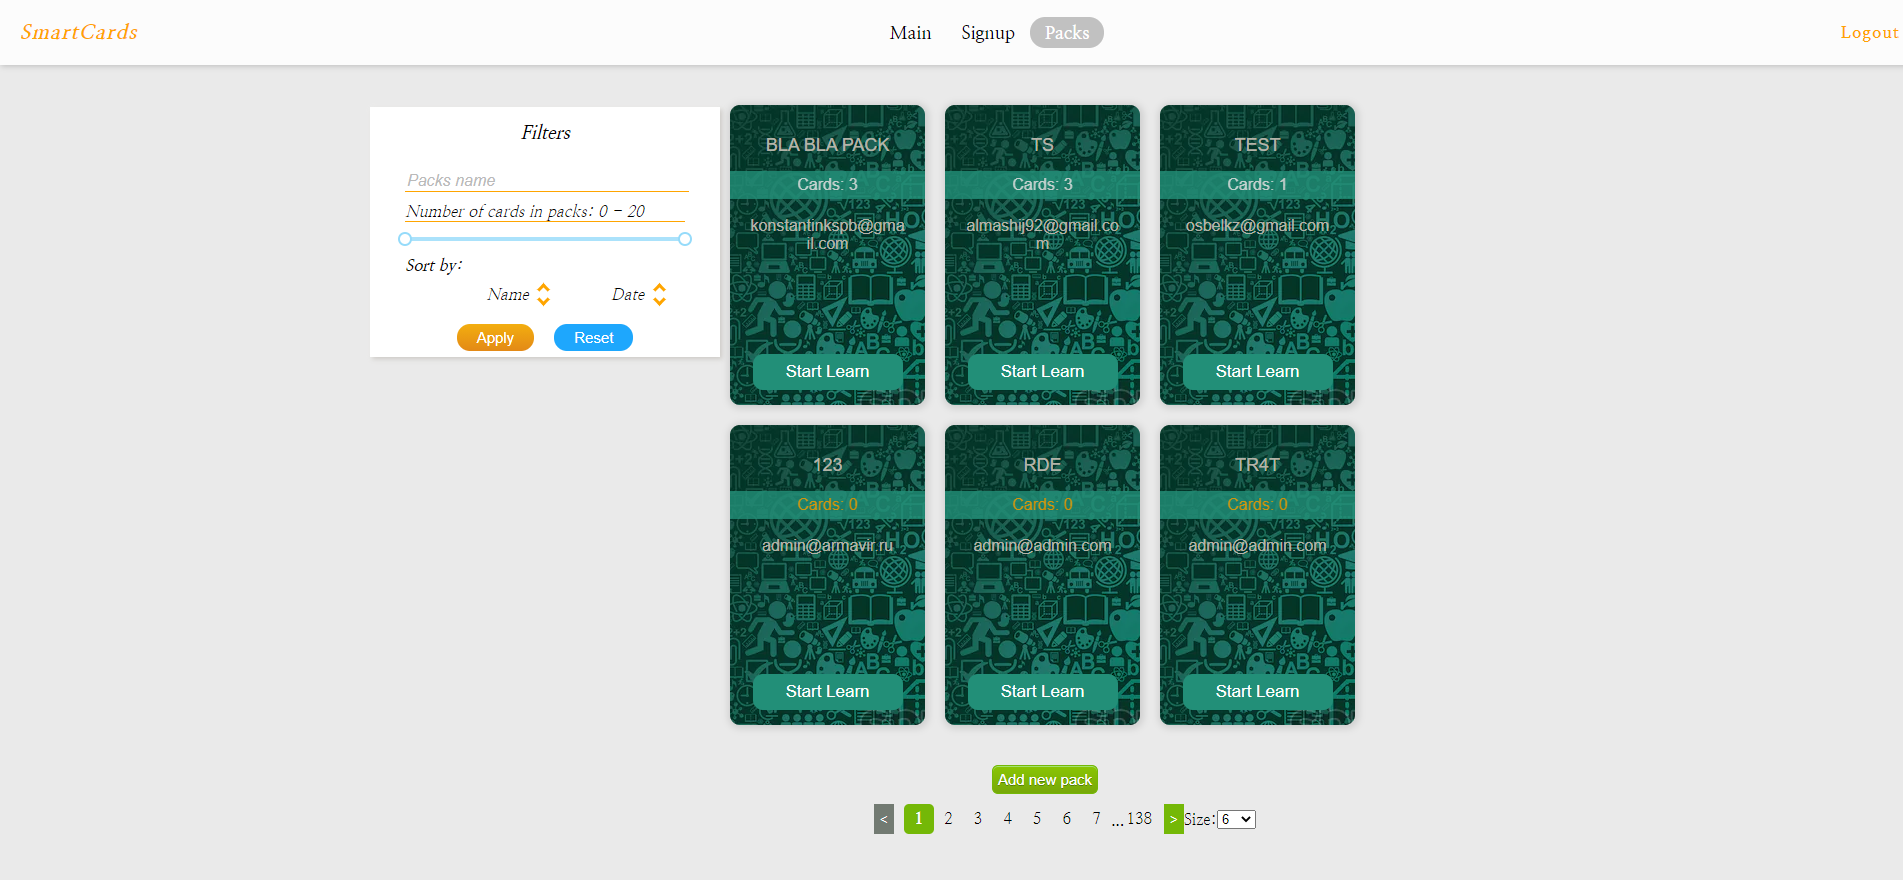 SmartCards
Main Signup Packs
Logout
Filters
Packs name
Number of cards in packs: 0 - 20
Sort by:
Name Date
Apply Reset
BLA BLA PACK
Cards: 3
konstantinkspb@gma
il.com
Start Learn
TS
Cards: 3
almashij92@gmail.co
m
Start Learn
TEST
Cards: 1
osbelkz@gmail.com
Start Learn
123
Cards: 0
admin@armavir.ru
Start Learn
RDE
Cards: 0
admin@admin.com
Start Learn
TR4T
Cards: 0
admin@admin.com
Start Learn
Add new pack
< 1 2 3 4 5 6 7 ... 138 > Size: 6